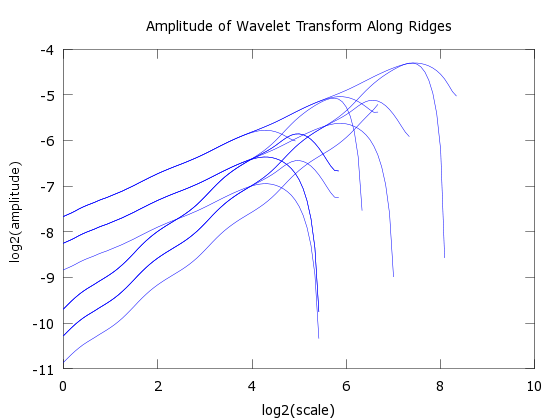 Amplitude of Wavelet Transform Along Ridges
-4
-5
-6
-7
-8
-9
-10
-11
log2(amplitude)
0 2 4 6 8 10
log2(scale)